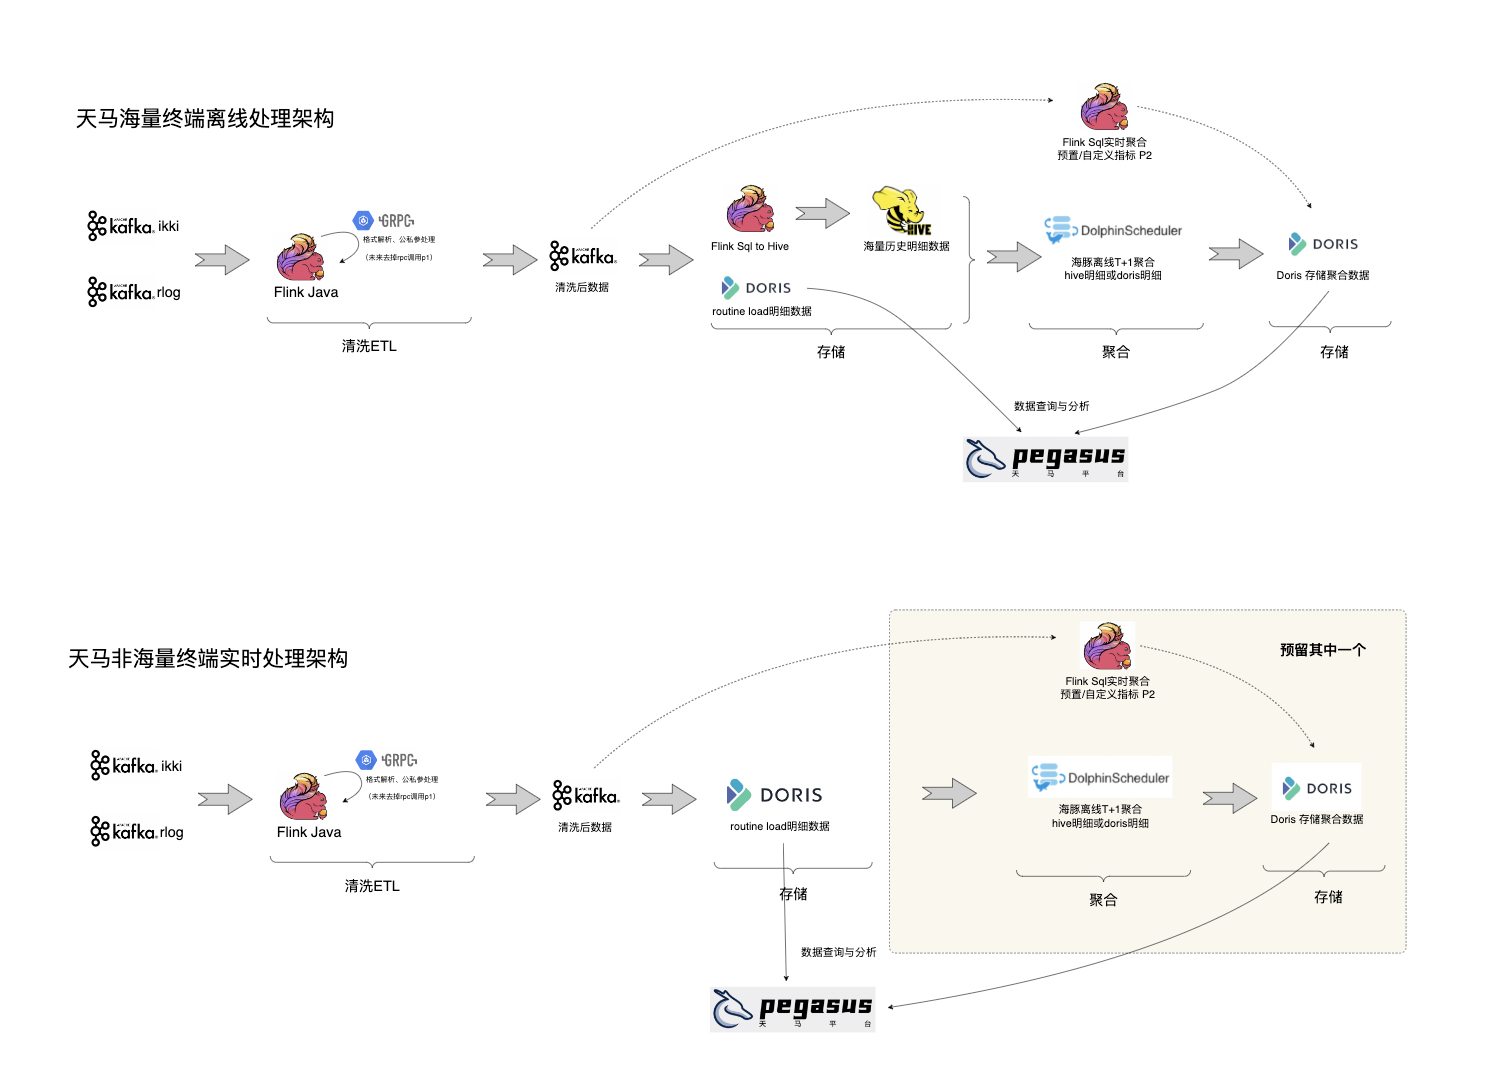 天马海量终端离线处理架构
Flink Sql实时聚合
预置/自定义指标 P2
APACHE
kafka® ikki
GRPC
格式解析、公私参处理
（未来去掉rpc调用p1）
Flink Java
kafka® rlog
清洗ETL
kafka®
清洗后数据
Flink Sql to Hive
HIVE
海量历史明细数据
DORIS
routine load明细数据
存储
DolphinScheduler
海豚离线T+1聚合
hive明细或doris明细
聚合
DORIS
Doris 存储聚合数据
存储
数据查询与分析
pegasus
天马平台
天马非海量终端实时处理架构
预留其中一个
Flink Sql实时聚合
预置/自定义指标 P2
kafka® ikki
GRPC
格式解析、公私参处理
（未来去掉rpc调用p1）
Flink Java
kafka® rlog
清洗ETL
kafka®
清洗后数据
DORIS
routine load明细数据
存储
DolphinScheduler
海豚离线T+1聚合
hive明细或doris明细
聚合
DORIS
Doris 存储聚合数据
存储
数据查询与分析
pegasus
天马平台